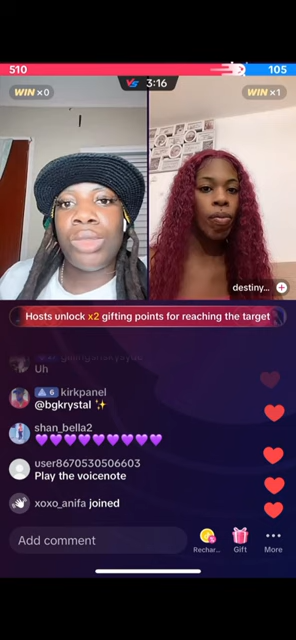 510
105
WIN ×0
VS 3:16
WIN ×1
destiny...
Hosts unlock x2 gifting points for reaching the target
Uh
6 kirkpanel
@bgkrystal ✨
shan_bella2
💜💜💜💜💜💜💜💜💜
user8670530506603
Play the voicenote
xoxo_anifa joined
Add comment
Rechar...
Gift
More